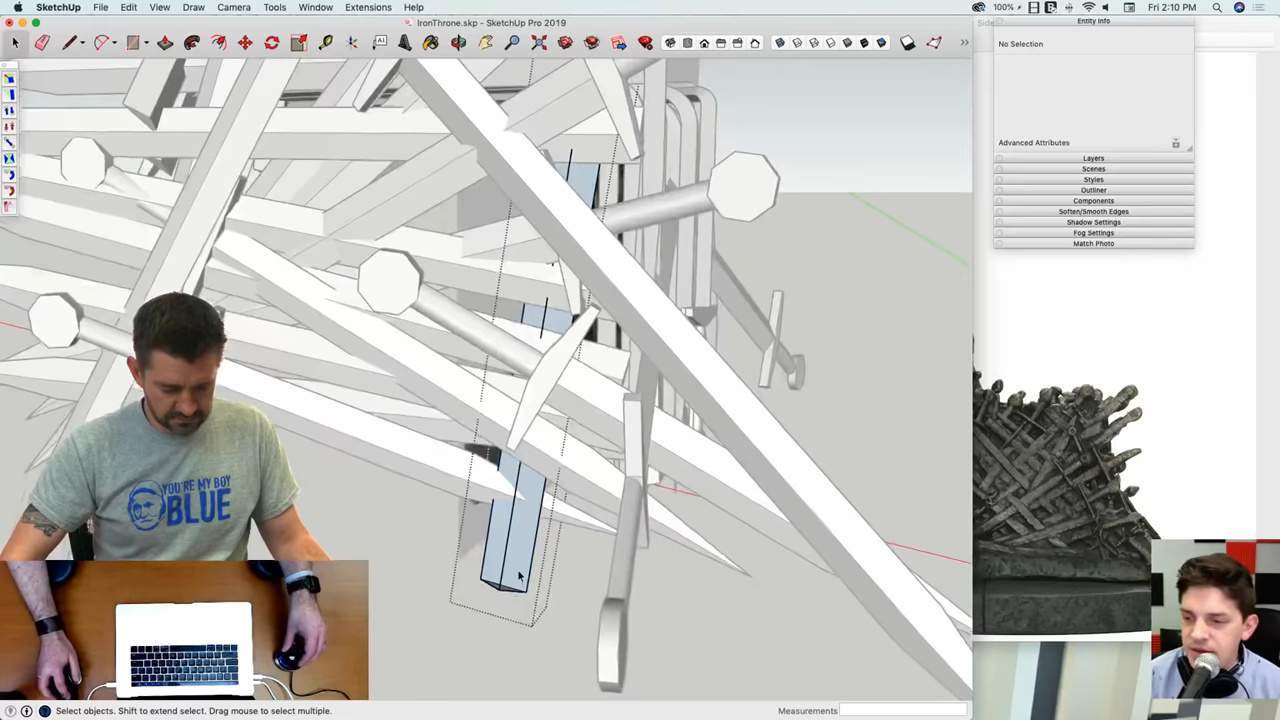 SketchUp File Edit View Draw Camera Tools Window Extensions Help
100% Fri 2:10 PM
IronThrone.skp - SketchUp Pro 2019
Side
Entity Info
No Selection
Advanced Attributes
Layers
Scenes
Styles
Outliner
Components
Soften/Smooth Edges
Shadow Settings
Fog Settings
Match Photo
YOU'RE MY BOY
BLUE
Select objects. Shift to extend select. Drag mouse to select multiple.
Measurements